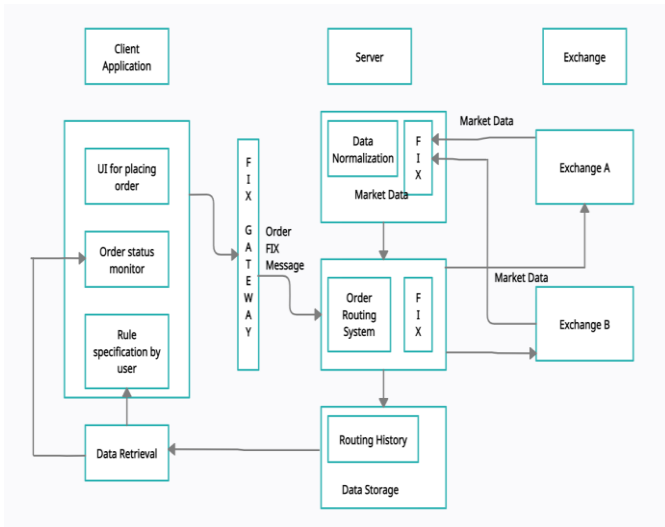 Client
Application
Server
Exchange
UI for placing
order
Order status
monitor
Rule
specification by
user
Data Retrieval
F
I
X
G
A
T
E
W
A
Y
Order
FIX
Message
Data
Normalization
F
I
X
Market Data
Order
Routing
System
F
I
X
Routing History
Data Storage
Market Data
Exchange A
Market Data
Exchange B